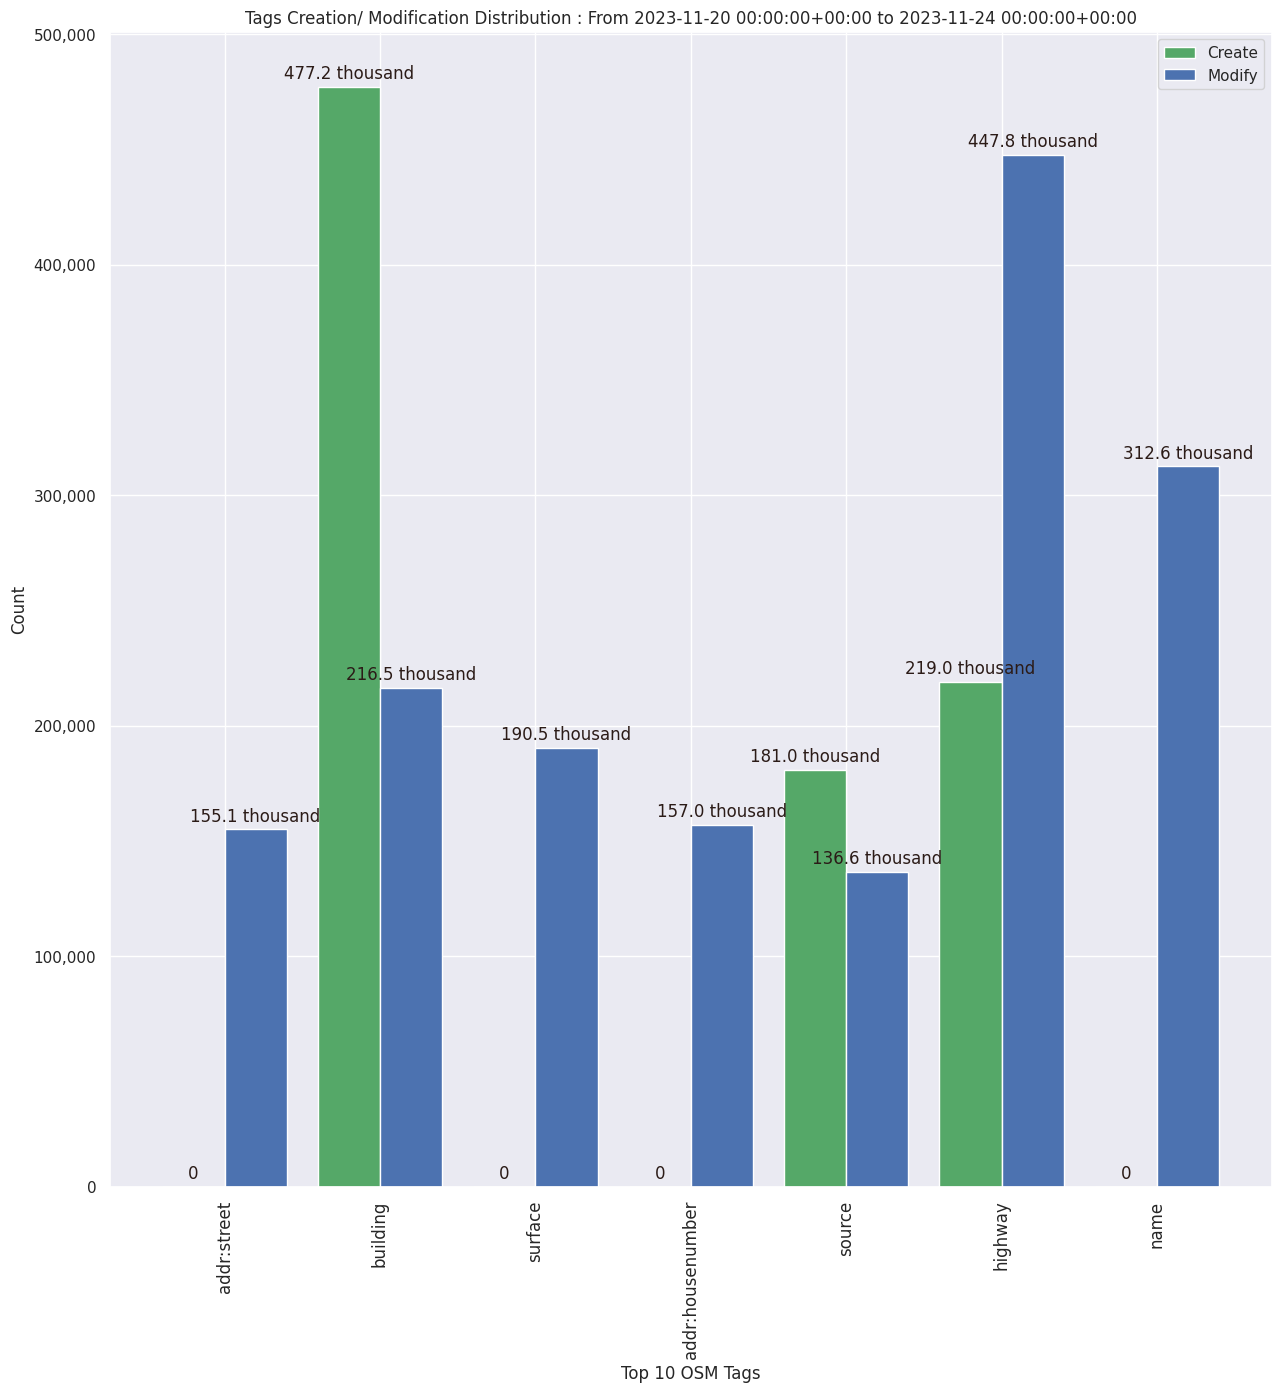 Tags Creation/ Modification Distribution : From 2023-11-20 00:00:00+00:00 to 2023-11-24 00:00:00+00:00
Create
Modify
500,000
400,000
300,000
200,000
100,000
0
Count
477.2 thousand
447.8 thousand
312.6 thousand
216.5 thousand
219.0 thousand
190.5 thousand
181.0 thousand
155.1 thousand
157.0 thousand
136.6 thousand
0
0
0
0
addr:street
building
surface
addr:housenumber
source
highway
name
Top 10 OSM Tags